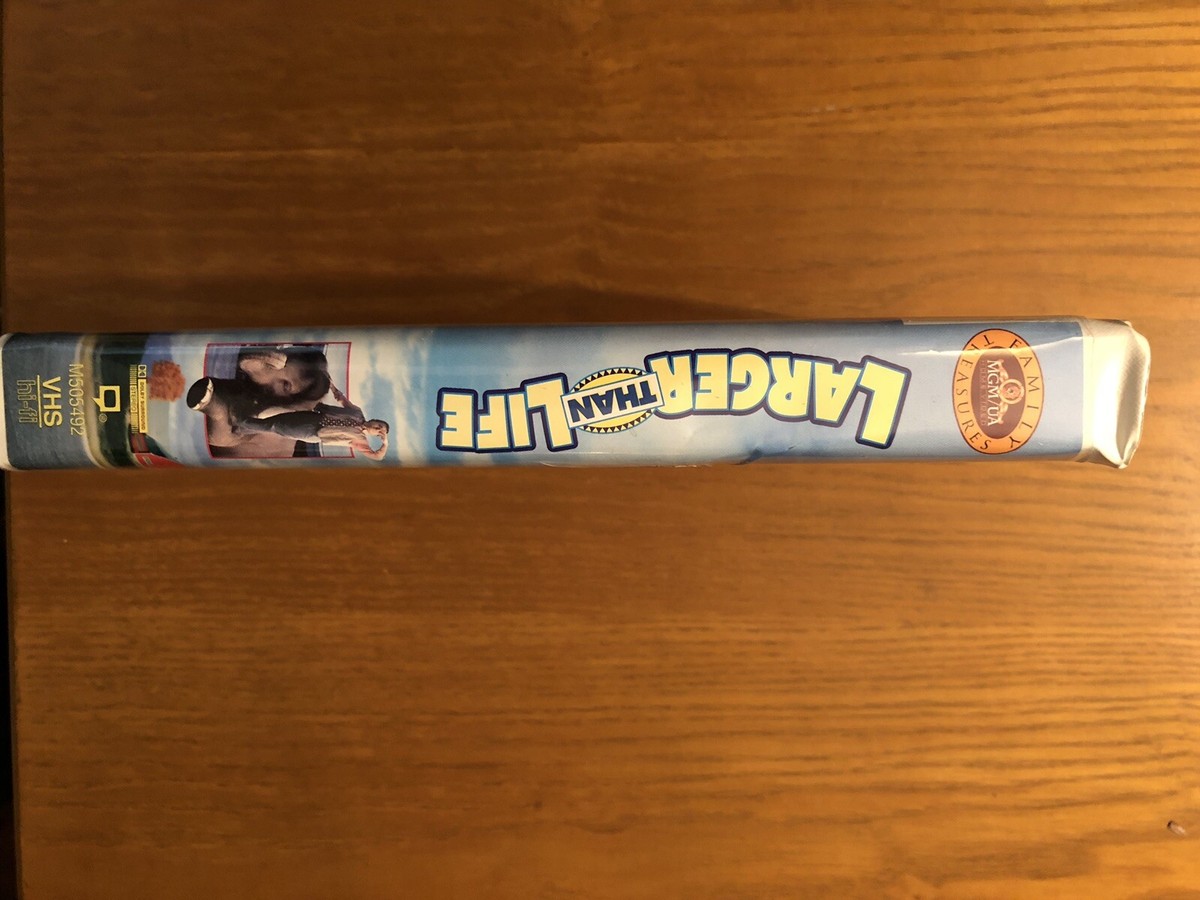 FAMILY
MGM/UA
TREASURES
LARGER
THAN
LIFE
M505492
VHS
hi-fi